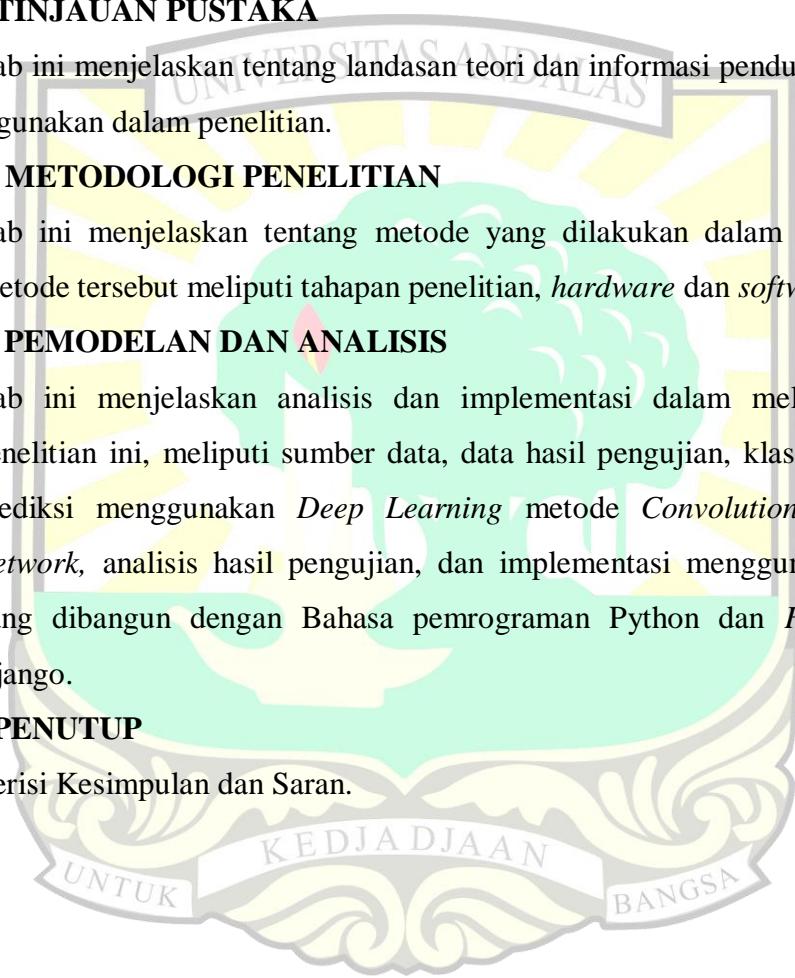 TINJAUAN PUSTAKA
UNIVERSITAS ANDALAS
ab ini menjelaskan tentang landasan teori dan informasi pendu
gunakan dalam penelitian.
METODOLOGI PENELITIAN
ab ini menjelaskan tentang metode yang dilakukan dalam
etode tersebut meliputi tahapan penelitian, hardware dan softw
PEMODELAN DAN ANALISIS
ab ini menjelaskan analisis dan implementasi dalam mel
enelitian ini, meliputi sumber data, data hasil pengujian, klas
ediksi menggunakan Deep Learning metode Convolution
etwork, analisis hasil pengujian, dan implementasi menggu
ng dibangun dengan Bahasa pemrograman Python dan
jango.
PENUTUP
erisi Kesimpulan dan Saran.
UNTUK KEDJADJAAN BANGSA